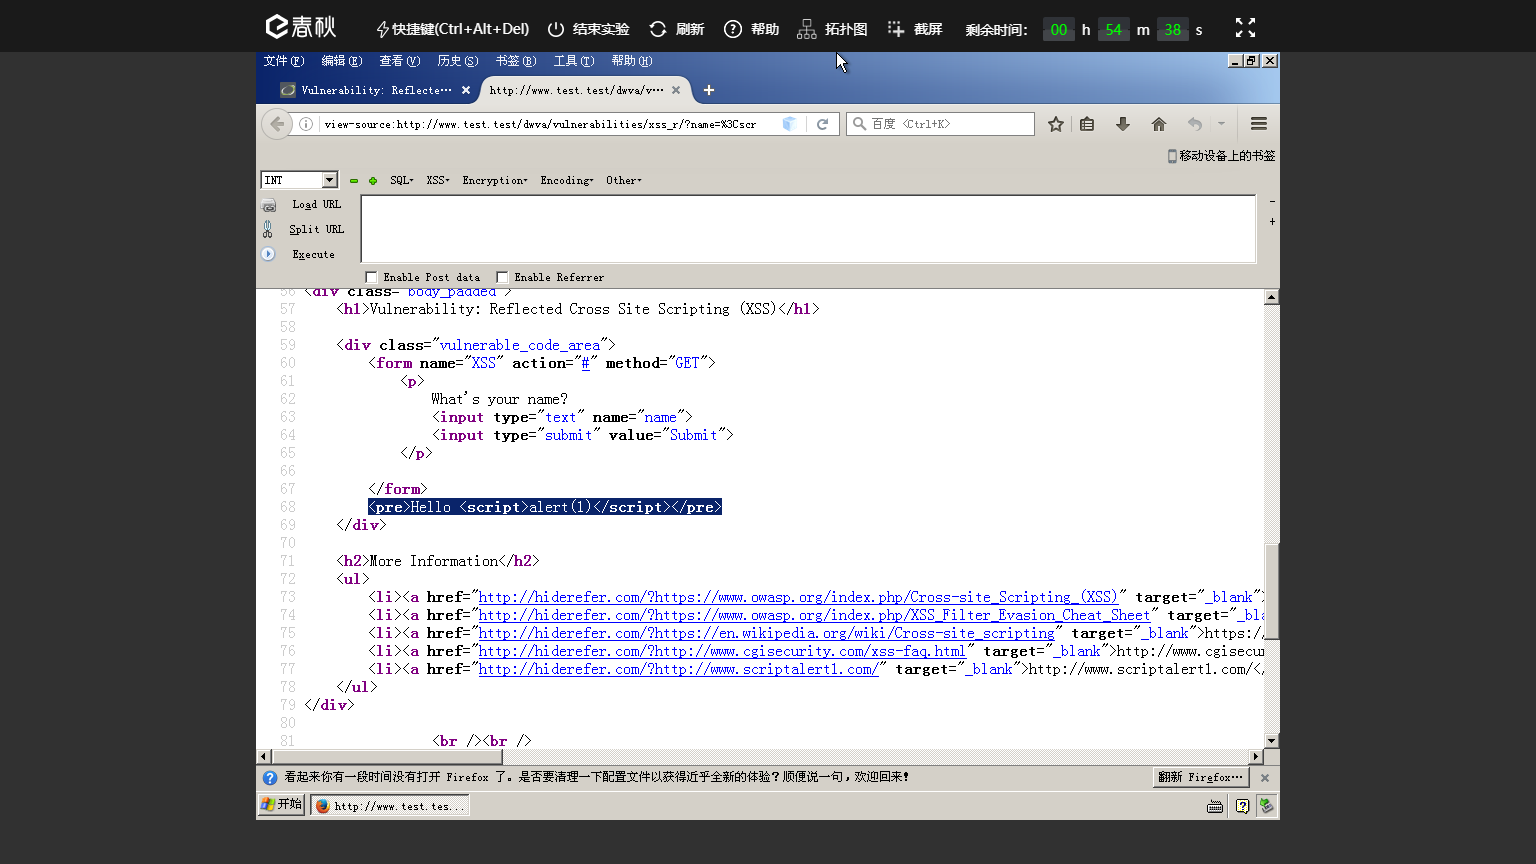 春秋 快捷键(Ctrl+Alt+Del) 结束实验 刷新 帮助 拓扑图 截屏 剩余时间: 00 h 54 m 38 s
文件(F) 编辑(E) 查看(V) 历史(S) 书签(B) 工具(T) 帮助(H)
Vulnerability: Reflecte··· http://www.test.test/dwva/v···
view-source:http://www.test.test/dwva/vulnerabilities/xss_r/?name=%3Cscr 百度 <Ctrl+K>
移动设备上的书签
INT SQL XSS Encryption Encoding Other
Load URL
Split URL
Execute
Enable Post data Enable Referrer
56 <div class="body_padded">
57 <h1>Vulnerability: Reflected Cross Site Scripting (XSS)</h1>
58
59 <div class="vulnerable_code_area">
60 <form name="XSS" action="#" method="GET">
61 <p>
62 What's your name?
63 <input type="text" name="name">
64 <input type="submit" value="Submit">
65 </p>
66
67 </form>
68 <pre>Hello <script>alert(1)</script></pre>
69 </div>
70
71 <h2>More Information</h2>
72 <ul>
73 <li><a href="http://hiderefer.com/?https://www.owasp.org/index.php/Cross-site_Scripting_(XSS)" target="_blank">
74 <li><a href="http://hiderefer.com/?https://www.owasp.org/index.php/XSS_Filter_Evasion_Cheat_Sheet" target="_bla
75 <li><a href="http://hiderefer.com/?https://en.wikipedia.org/wiki/Cross-site_scripting" target="_blank">https:/
76 <li><a href="http://hiderefer.com/?http://www.cgisecurity.com/xss-faq.html" target="_blank">http://www.cgisecur
77 <li><a href="http://hiderefer.com/?http://www.scriptalert1.com/" target="_blank">http://www.scriptalert1.com/</
78 </ul>
79 </div>
80
81 <br /><br />
看起来你有一段时间没有打开 Firefox 了。是否要清理一下配置文件以获得近乎全新的体验？顺便说一句，欢迎回来！ 翻新 Firefox···
开始 http://www.test.tes...